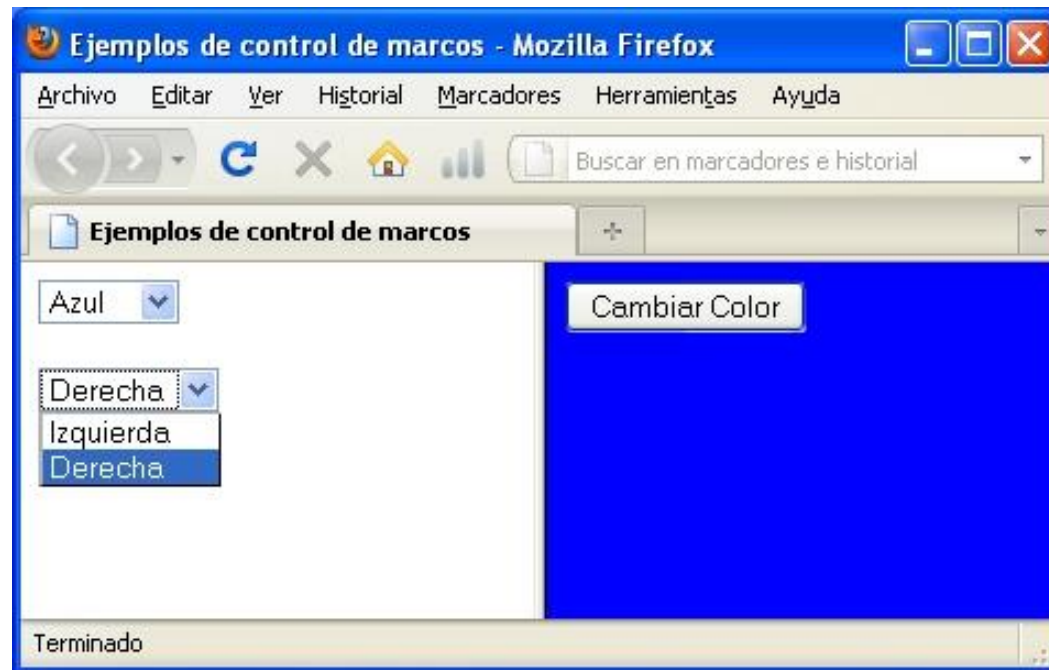 Ejemplos de control de marcos - Mozilla Firefox
Archivo Editar Ver Historial Marcadores Herramientas Ayuda
Buscar en marcadores e historial
Ejemplos de control de marcos
Azul
Cambiar Color
Derecha
Izquierda
Derecha
Terminado